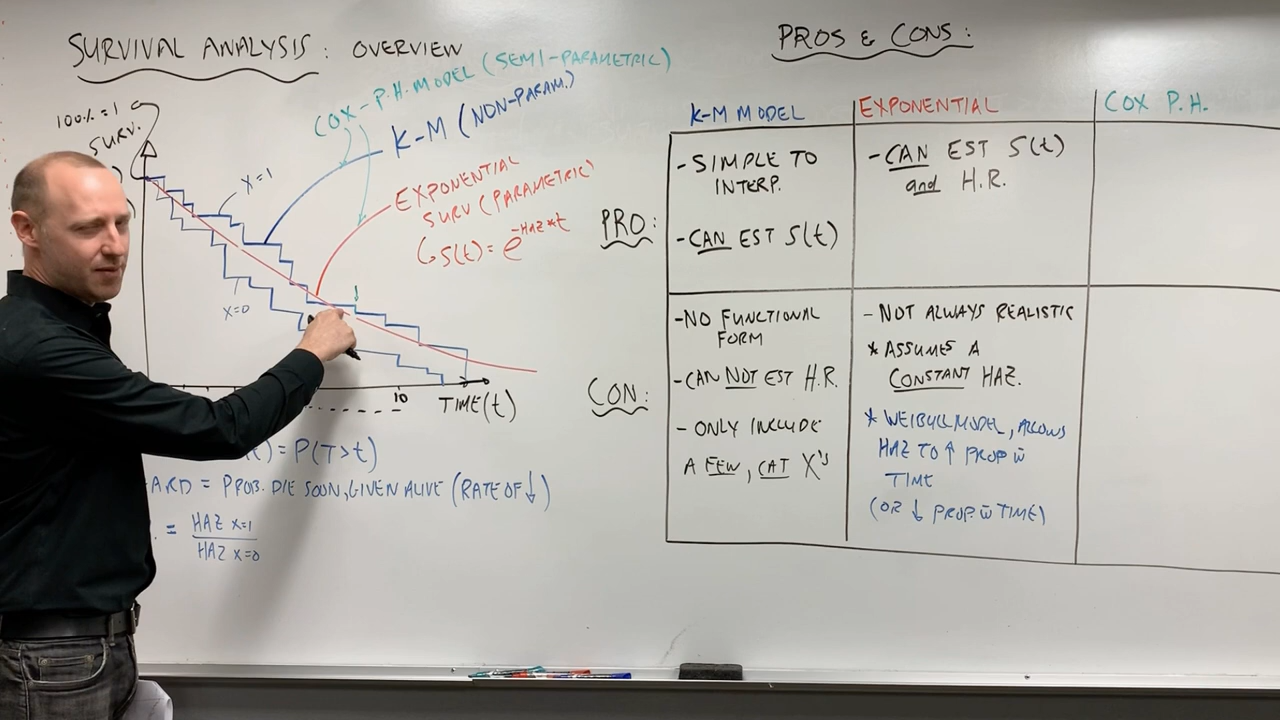 SURVIVAL ANALYSIS: OVERVIEW
100% = 1
SURV.
COX-P.H. MODEL (SEMI-PARAMETRIC)
K-M (NON-PARAM.)
X=1
EXPONENTIAL
SURV (PARAMETRIC)
S(t) = e^-HAZ*t
X=0
10
TIME(t)
) = P(T>t)
ARD = PROB. DIE SOON, GIVEN ALIVE (RATE OF ↓)
. = HAZ X=1
HAZ X=0
PROS & CONS:
K-M MODEL
EXPONENTIAL
COX P.H.
PRO:
- SIMPLE TO
INTERP.
- CAN EST S(t)
- CAN EST S(t)
and H.R.
CON:
- NO FUNCTIONAL
FORM
- CAN NOT EST H.R.
- ONLY INCLUDE
A FEW, CAT X's
- NOT ALWAYS REALISTIC
* ASSUMES A
CONSTANT HAZ.
* WEIBULL MODEL, ALLOWS
HAZ TO ↑ PROP w̄
TIME
(OR ↓ PROP w̄ TIME)